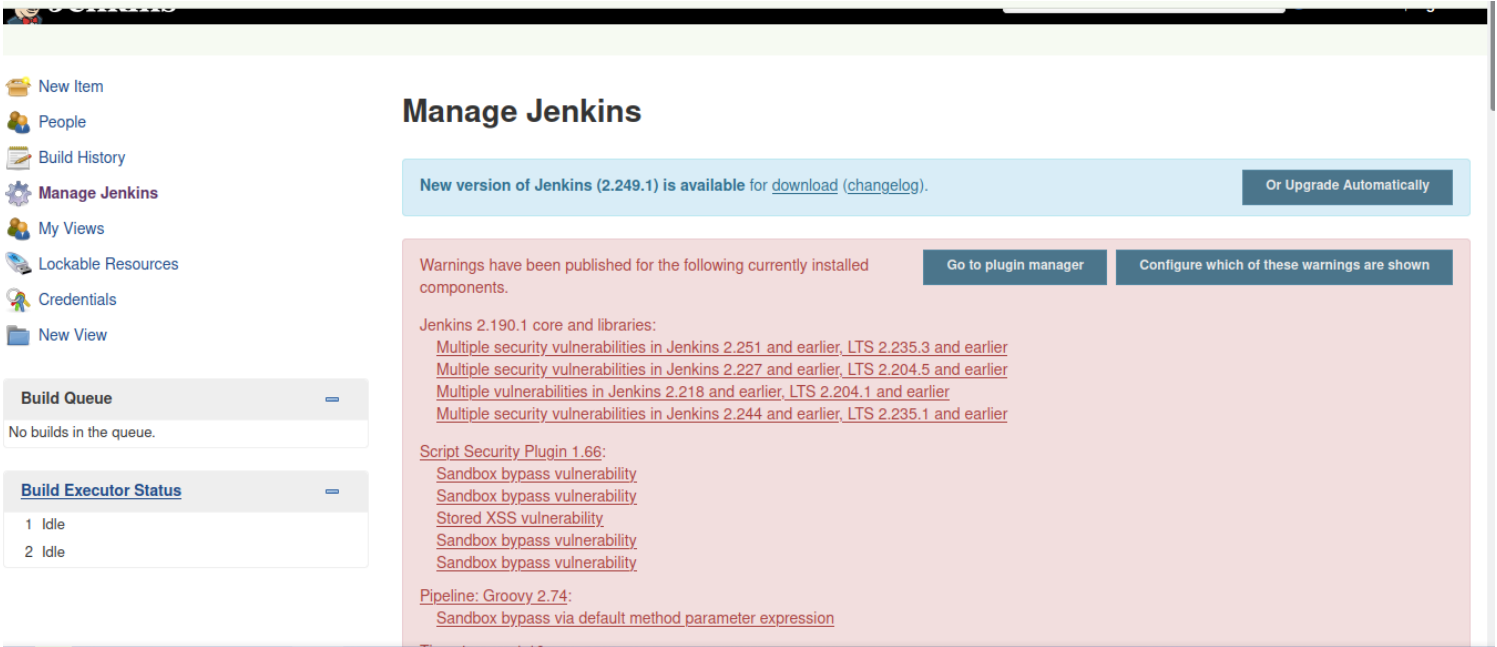 New Item
People
Build History
Manage Jenkins
My Views
Lockable Resources
Credentials
New View
Build Queue
No builds in the queue.
Build Executor Status
1 Idle
2 Idle
Manage Jenkins
New version of Jenkins (2.249.1) is available for download (changelog).
Or Upgrade Automatically
Warnings have been published for the following currently installed
components.
Go to plugin manager
Configure which of these warnings are shown
Jenkins 2.190.1 core and libraries:
Multiple security vulnerabilities in Jenkins 2.251 and earlier, LTS 2.235.3 and earlier
Multiple security vulnerabilities in Jenkins 2.227 and earlier, LTS 2.204.5 and earlier
Multiple vulnerabilities in Jenkins 2.218 and earlier, LTS 2.204.1 and earlier
Multiple security vulnerabilities in Jenkins 2.244 and earlier, LTS 2.235.1 and earlier
Script Security Plugin 1.66:
Sandbox bypass vulnerability
Sandbox bypass vulnerability
Stored XSS vulnerability
Sandbox bypass vulnerability
Sandbox bypass vulnerability
Pipeline: Groovy 2.74:
Sandbox bypass via default method parameter expression